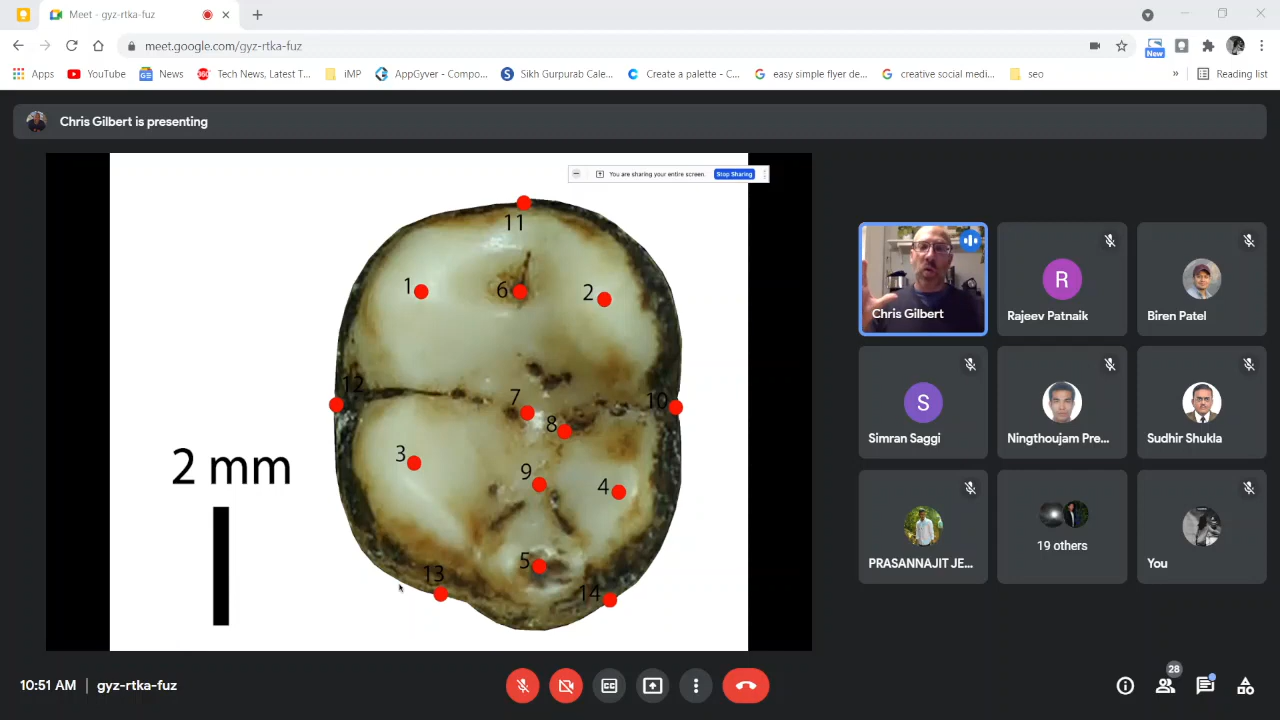 Meet - gyz-rtka-fuz
meet.google.com/gyz-rtka-fuz
New
Apps
YouTube
News
Tech News, Latest T...
iMP
AppGyver - Compo...
Sikh Gurpurab Cale...
Create a palette - C...
easy simple flyer de...
creative social medi...
seo
»
Reading list
Chris Gilbert is presenting
You are sharing your entire screen.
Stop Sharing
11
1
6
2
12
7
10
8
3
9
4
5
13
14
2 mm
Chris Gilbert
R
Rajeev Patnaik
Biren Patel
S
Simran Saggi
Ningthoujam Pre...
Sudhir Shukla
PRASANNAJIT JE...
19 others
You
10:51 AM | gyz-rtka-fuz
28